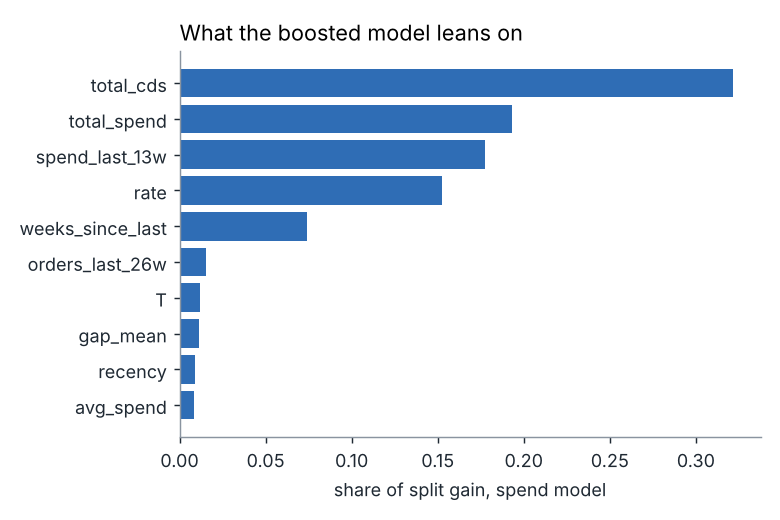 What the boosted model leans on
total_cds
total_spend
spend_last_13w
rate
weeks_since_last
orders_last_26w
T
gap_mean
recency
avg_spend
0.00 0.05 0.10 0.15 0.20 0.25 0.30
share of split gain, spend model